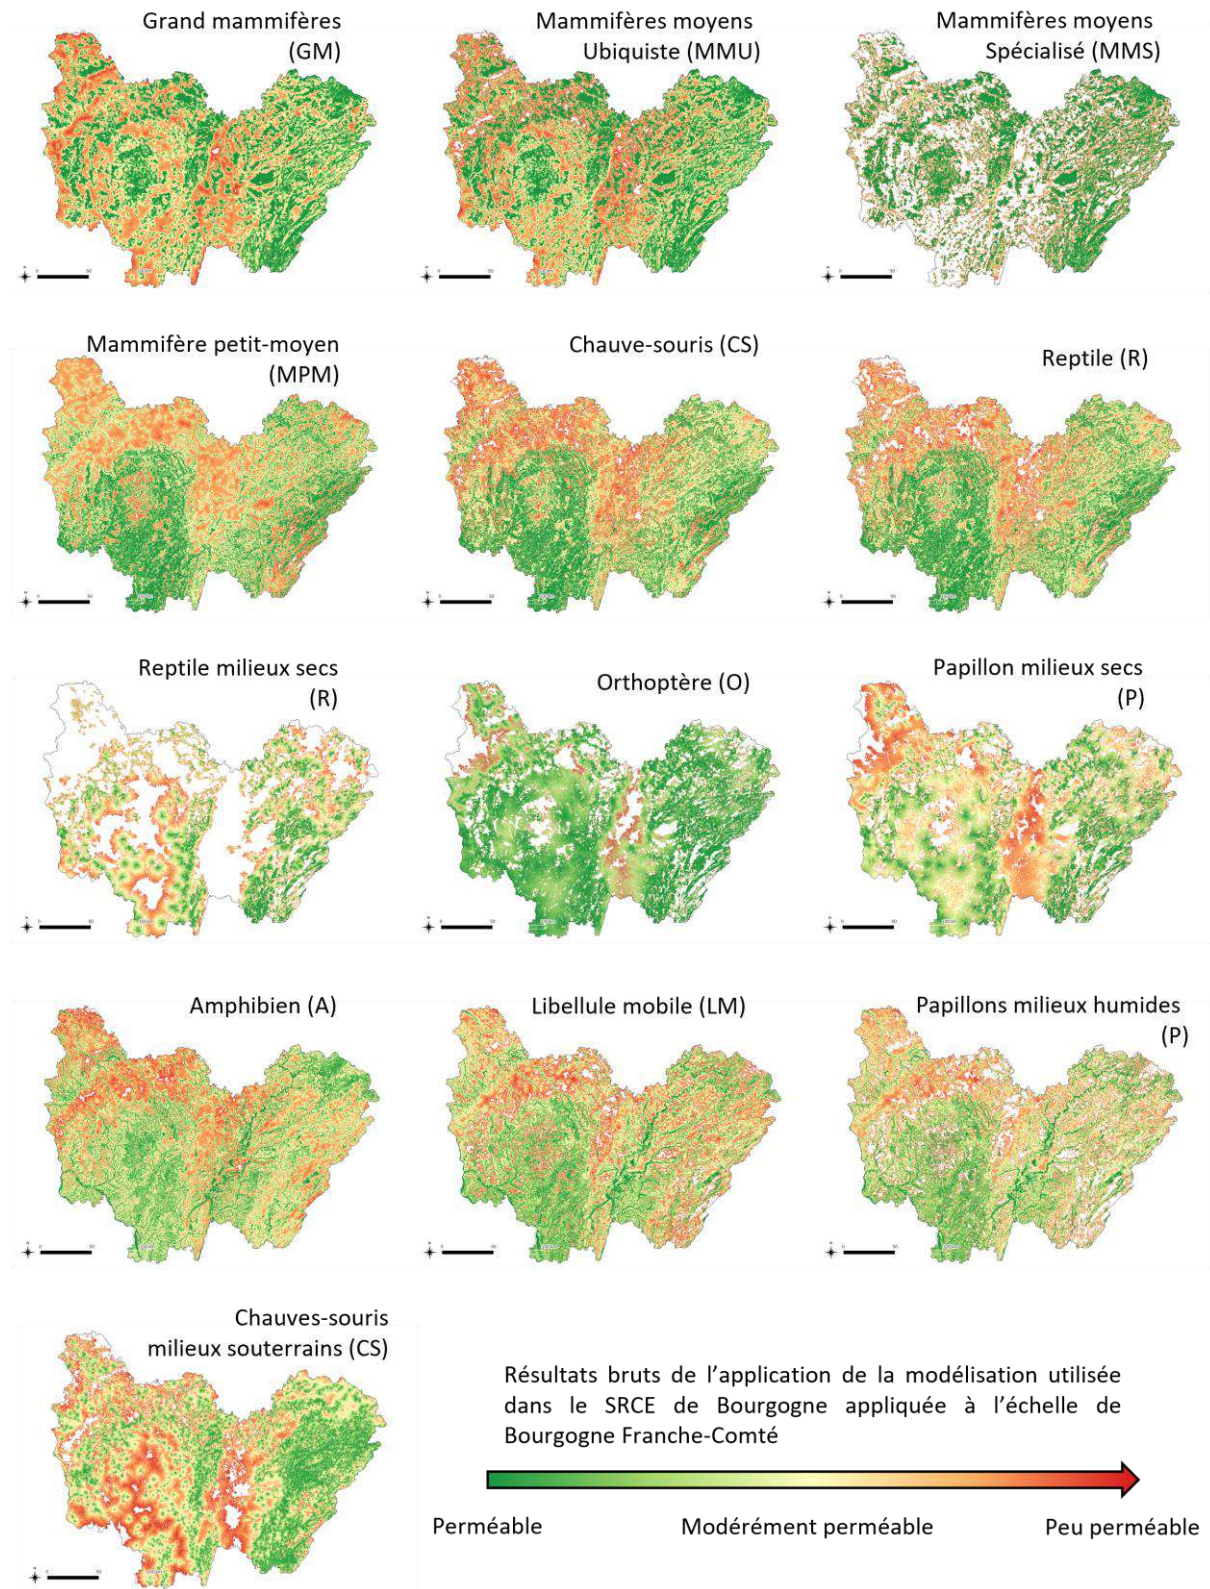 Grand mammifères
(GM)
Mammifères moyens
Ubiquiste (MMU)
Mammifères moyens
Spécialisé (MMS)
Mammifère petit-moyen
(MPM)
Chauve-souris (CS)
Reptile (R)
Reptile milieux secs
(R)
Orthoptère (O)
Papillon milieux secs
(P)
Amphibien (A)
Libellule mobile (LM)
Papillons milieux humides
(P)
Chauves-souris
milieux souterrains (CS)
Résultats bruts de l’application de la modélisation utilisée
dans le SRCE de Bourgogne appliquée à l’échelle de
Bourgogne Franche-Comté
Perméable
Modérément perméable
Peu perméable